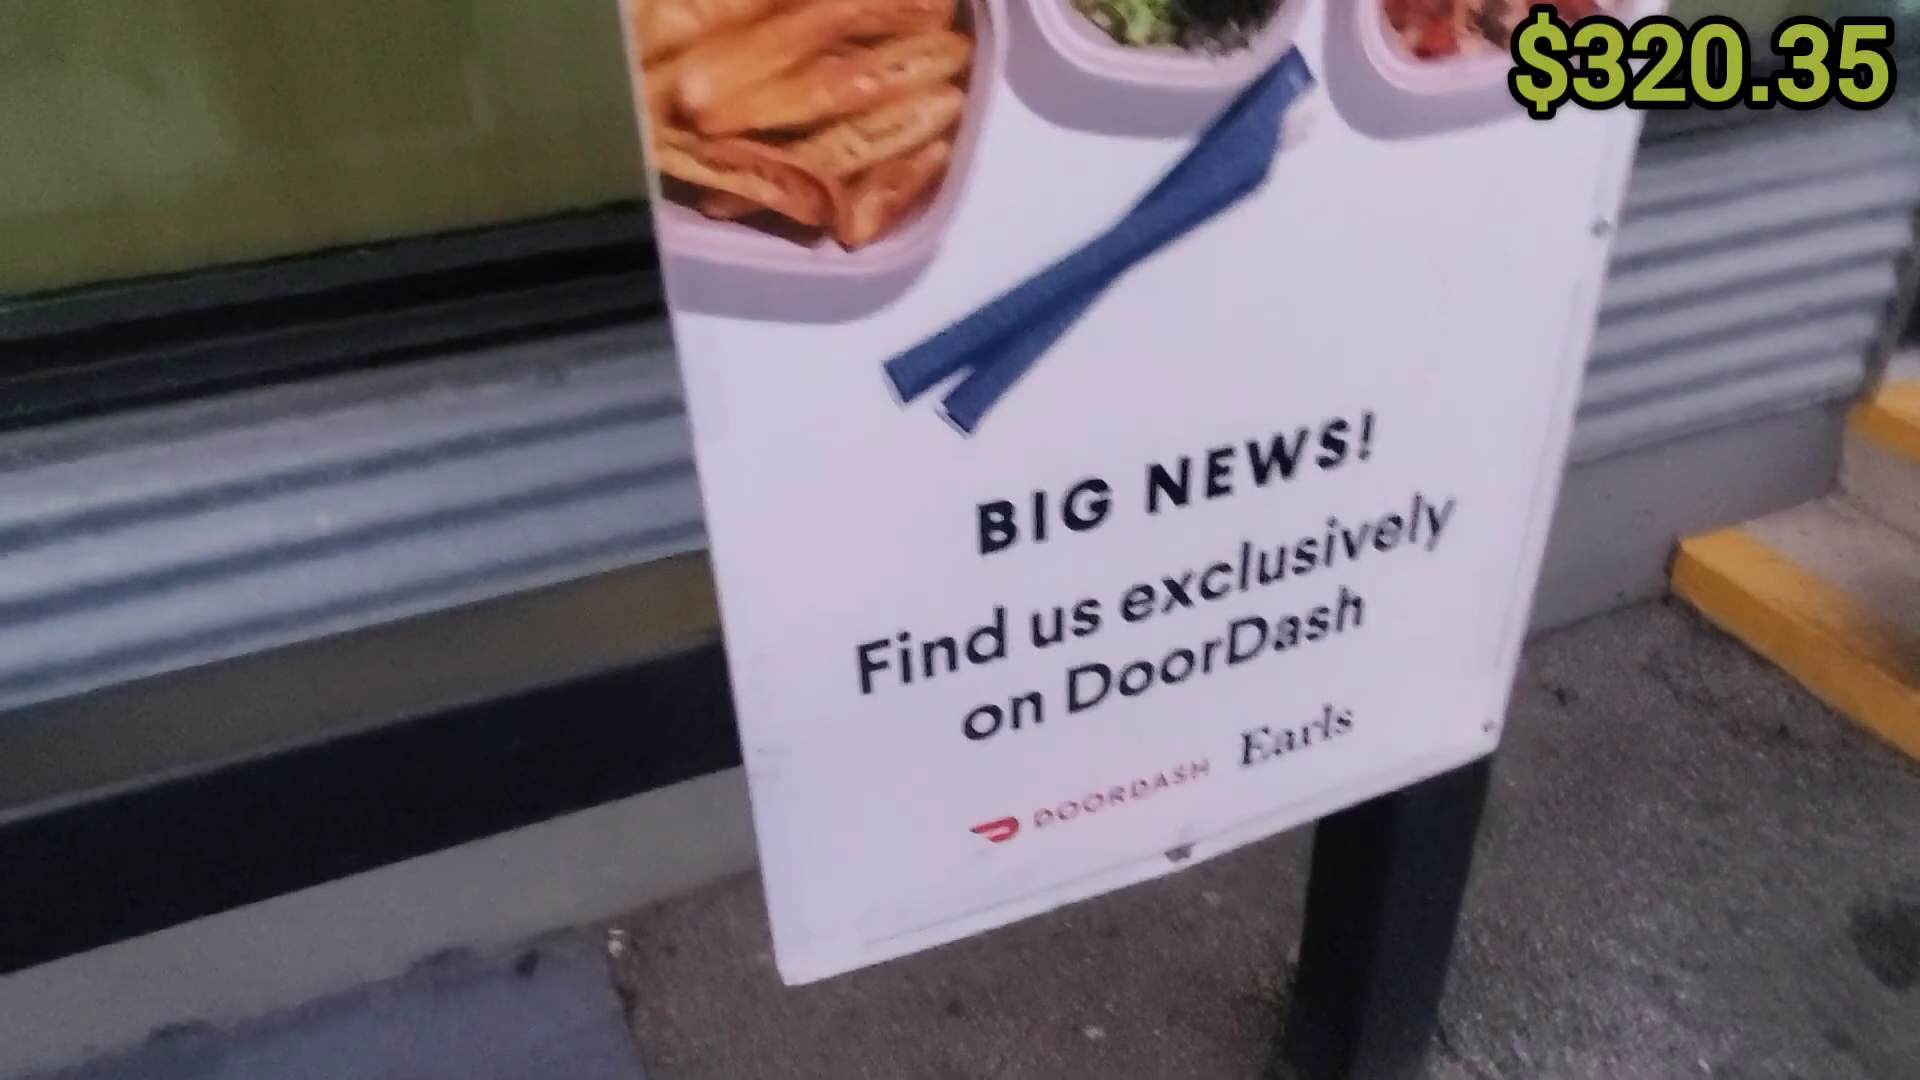 $320.35
BIG NEWS!
Find us exclusively
on DoorDash
DOORDASH Earls